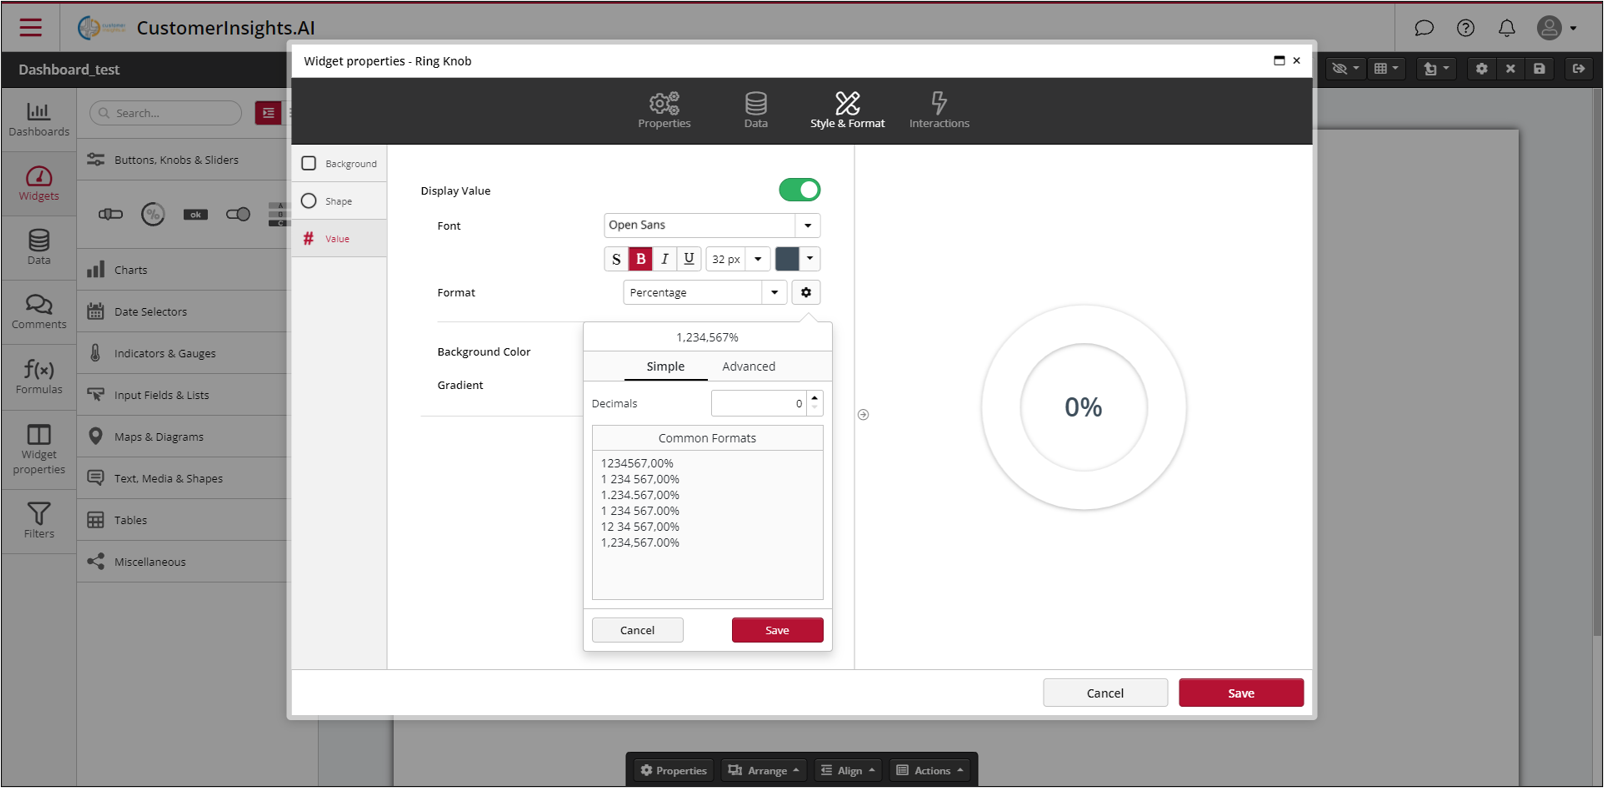 CustomerInsights.AI
Dashboard_test
Dashboards
Widgets
Data
Comments
f(x)
Formulas
Widget
properties
Filters
Search...
Buttons, Knobs & Sliders
%
ok
Charts
Date Selectors
Indicators & Gauges
Input Fields & Lists
Maps & Diagrams
Text, Media & Shapes
Tables
Miscellaneous
Widget properties - Ring Knob
Properties
Data
Style & Format
Interactions
Background
Shape
# Value
Display Value
Font
Open Sans
S B I U 32 px
Format
Percentage
Background Color
Gradient
1,234,567%
Simple Advanced
Decimals 0
Common Formats
1234567,00%
1 234 567,00%
1.234.567,00%
1 234 567.00%
12 34 567,00%
1,234,567.00%
Cancel Save
0%
Cancel Save
Properties Arrange Align Actions